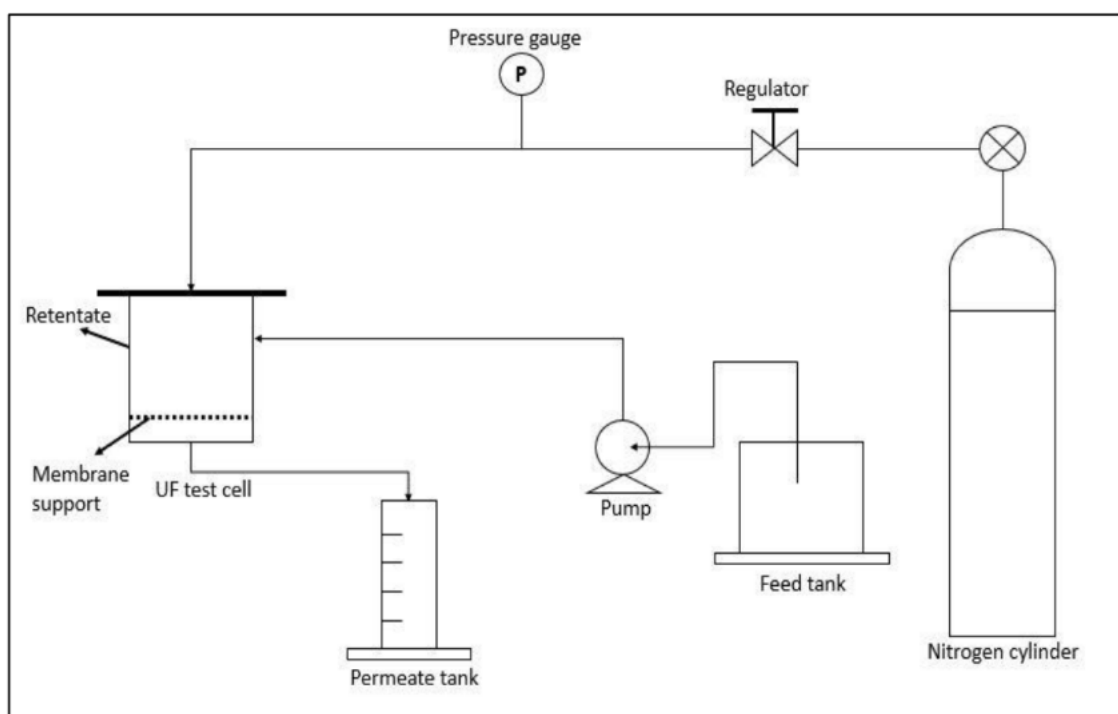 Pressure gauge
P
Regulator
Retentate
Membrane
support
UF test cell
Pump
Feed tank
Permeate tank
Nitrogen cylinder